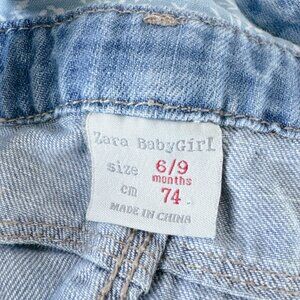 Zara BabyGirl
size 6/9
months
cm 74
MADE IN CHINA